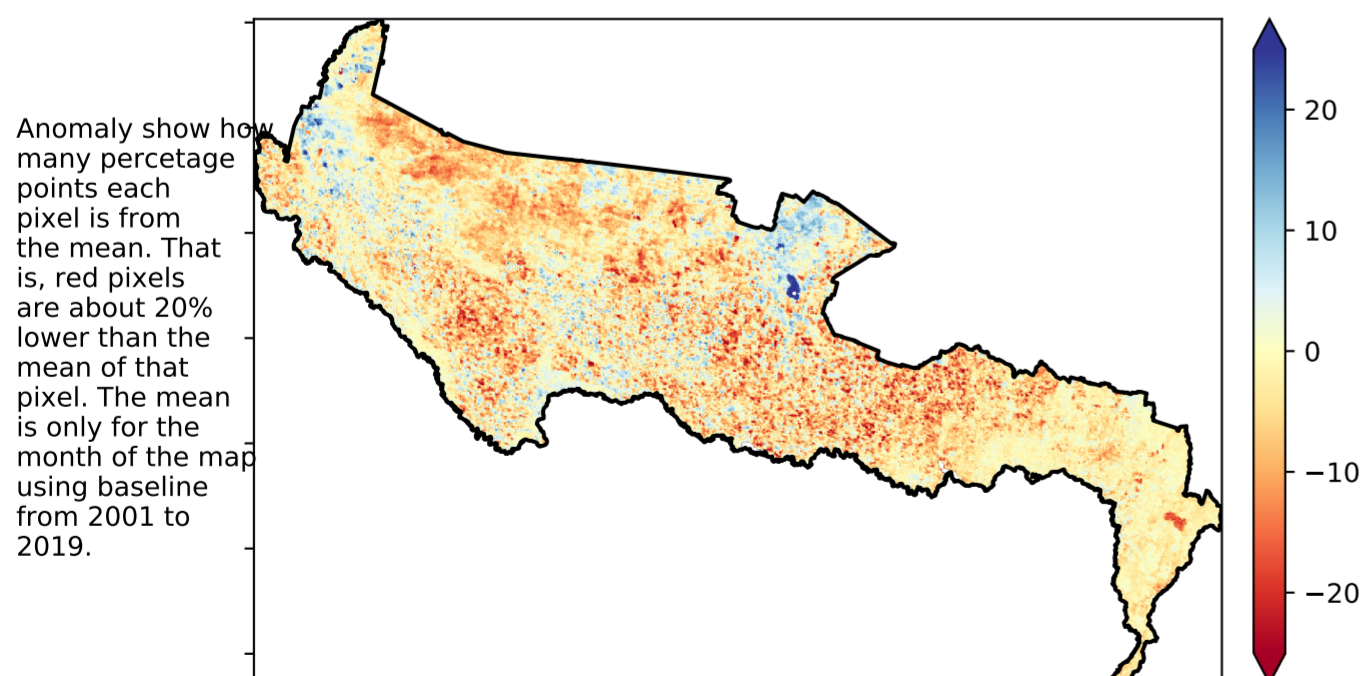 Anomaly show how
many percetage
points each
pixel is from
the mean. That
is, red pixels
are about 20%
lower than the
mean of that
pixel. The mean
is only for the
month of the map
using baseline
from 2001 to
2019.
20
10
0
−10
−20